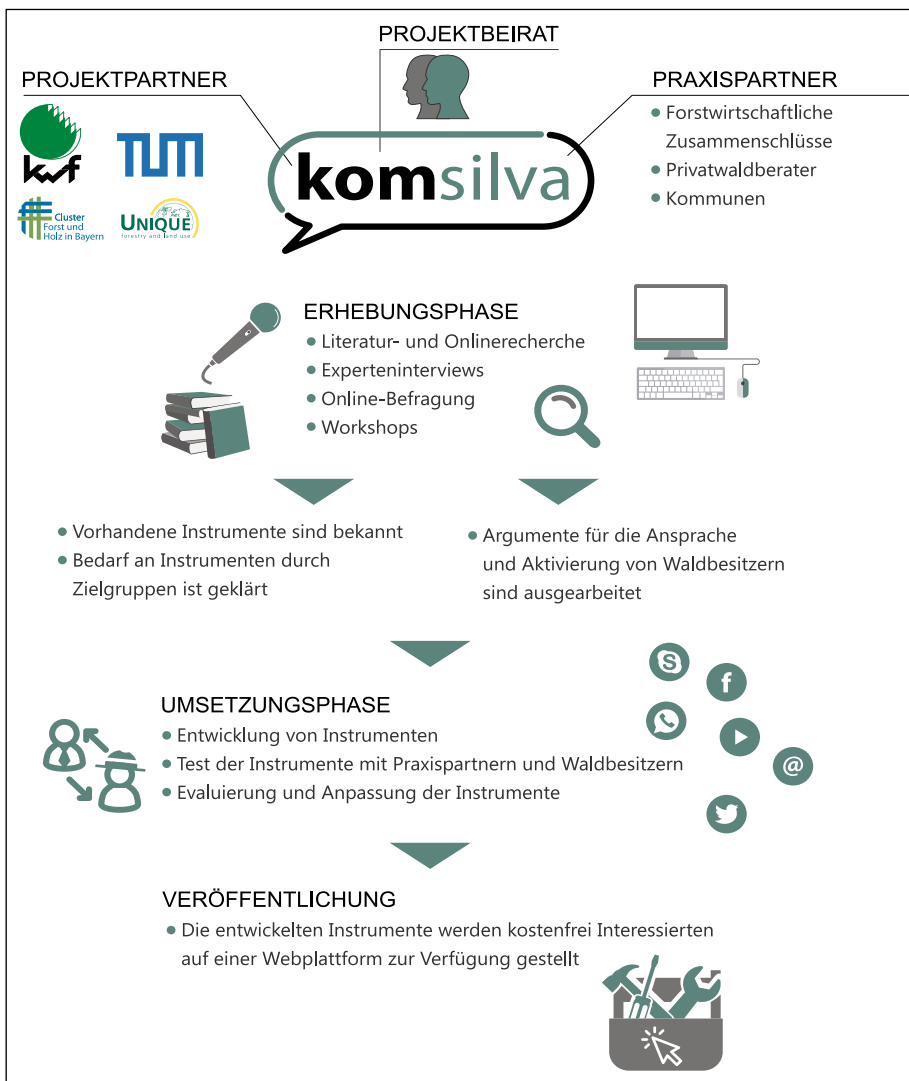 PROJEKTBEIRAT
PROJEKTPARTNER
PRAXISPARTNER
kwf
TUM
Cluster
Forst und
Holz in Bayern
UNIQUE
forestry and land use
komsilva
• Forstwirtschaftliche
Zusammenschlüsse
• Privatwaldberater
• Kommunen
ERHEBUNGSPHASE
• Literatur- und Onlinerecherche
• Experteninterviews
• Online-Befragung
• Workshops
• Vorhandene Instrumente sind bekannt
• Bedarf an Instrumenten durch
Zielgruppen ist geklärt
• Argumente für die Ansprache
und Aktivierung von Waldbesitzern
sind ausgearbeitet
UMSETZUNGSPHASE
• Entwicklung von Instrumenten
• Test der Instrumente mit Praxispartnern und Waldbesitzern
• Evaluierung und Anpassung der Instrumente
S
f
@
VERÖFFENTLICHUNG
• Die entwickelten Instrumente werden kostenfrei Interessierten
auf einer Webplattform zur Verfügung gestellt